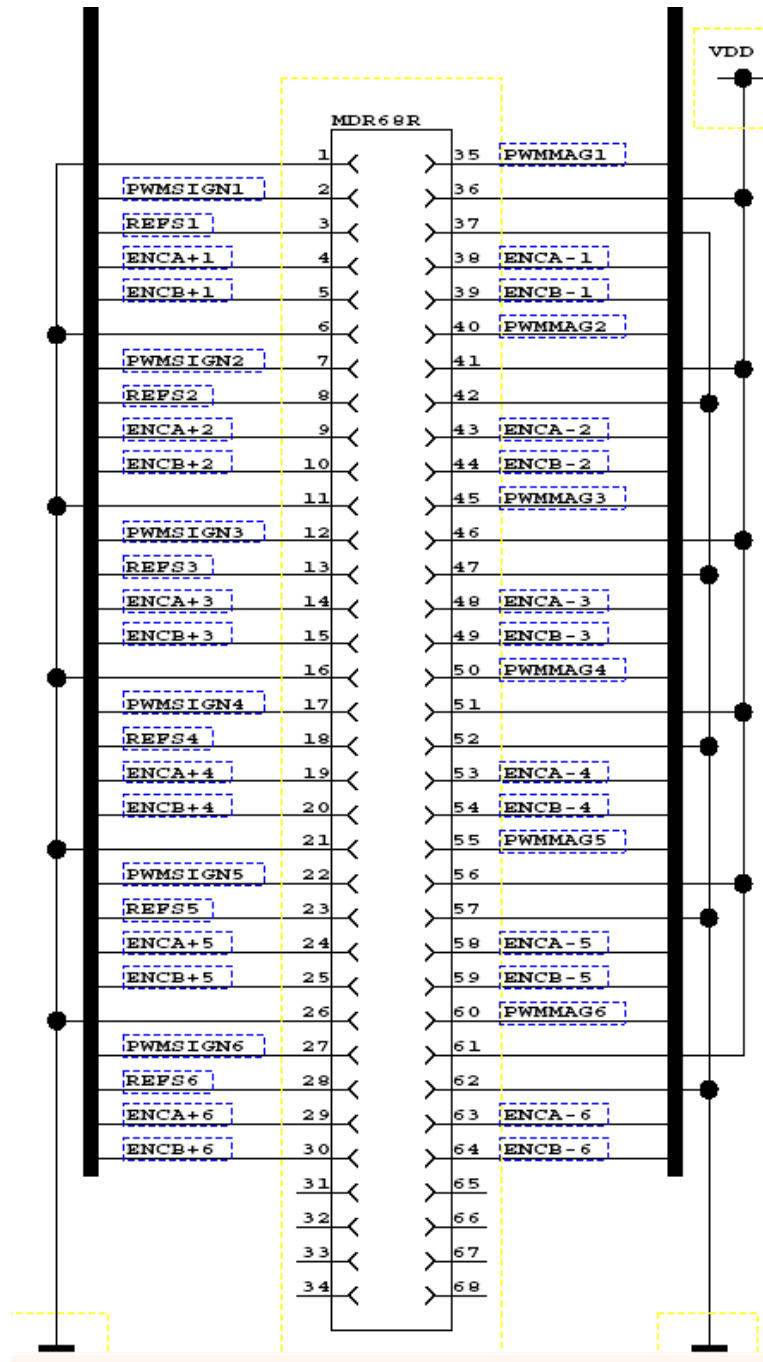 VDD
MDR68R
1 35 PWMMAG1
PWMSIGN1 2 36
REFS1 3 37
ENCA+1 4 38 ENCA-1
ENCB+1 5 39 ENCB-1
6 40 PWMMAG2
PWMSIGN2 7 41
REFS2 8 42
ENCA+2 9 43 ENCA-2
ENCB+2 10 44 ENCB-2
11 45 PWMMAG3
PWMSIGN3 12 46
REFS3 13 47
ENCA+3 14 48 ENCA-3
ENCB+3 15 49 ENCB-3
16 50 PWMMAG4
PWMSIGN4 17 51
REFS4 18 52
ENCA+4 19 53 ENCA-4
ENCB+4 20 54 ENCB-4
21 55 PWMMAG5
PWMSIGN5 22 56
REFS5 23 57
ENCA+5 24 58 ENCA-5
ENCB+5 25 59 ENCB-5
26 60 PWMMAG6
PWMSIGN6 27 61
REFS6 28 62
ENCA+6 29 63 ENCA-6
ENCB+6 30 64 ENCB-6
31 65
32 66
33 67
34 68